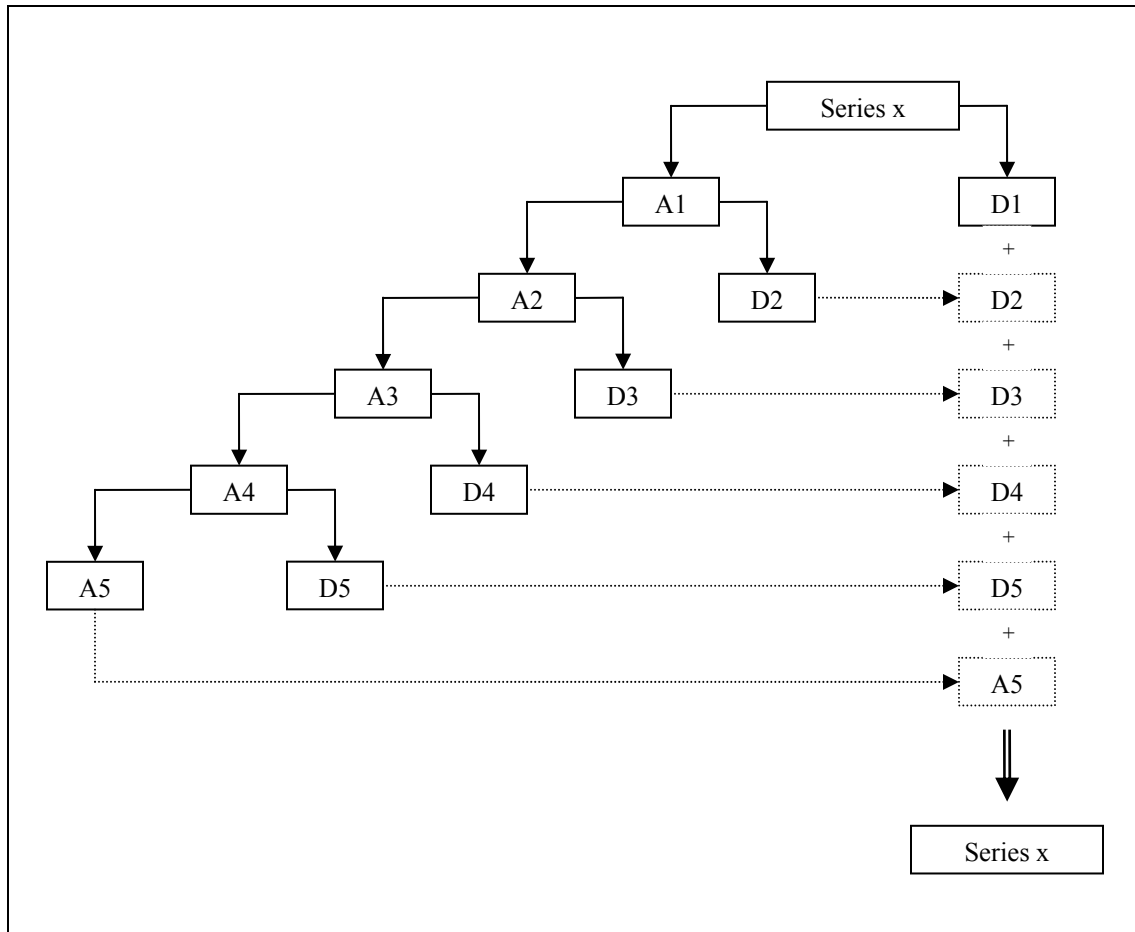 Series x
A1 D1
+
A2 D2 D2
+
A3 D3 D3
+
A4 D4 D4
+
A5 D5 D5
+
A5
Series x